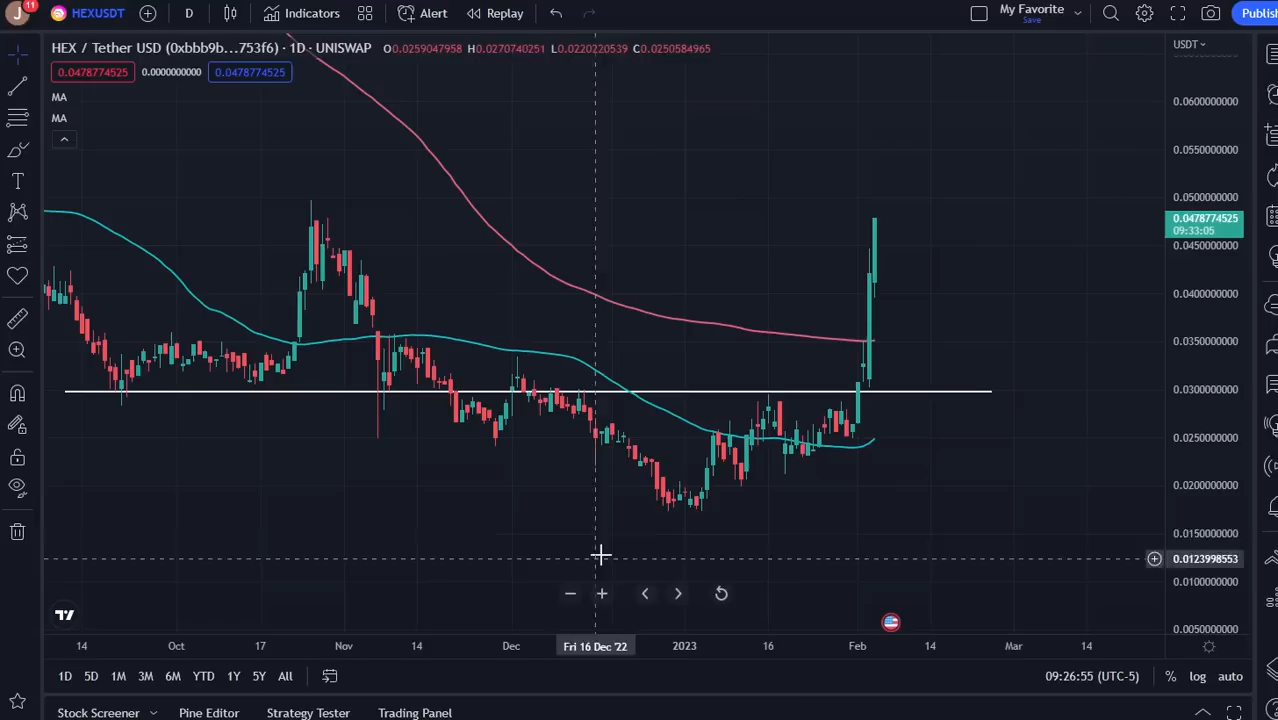 J 11 HEXUSDT D Indicators Alert Replay My Favorite Save Publish
HEX / Tether USD (0xbbb9b...753f6) · 1D · UNISWAP O0.0259047958 H0.0270740251 L0.0220220539 C0.0250584965
USDT
0.0478774525 0.0000000000 0.0478774525
MA
MA
0.0600000000
0.0550000000
0.0500000000
0.0478774525
09:33:05
0.0450000000
0.0400000000
0.0350000000
0.0300000000
0.0250000000
0.0200000000
0.0150000000
0.0123998553
0.0100000000
0.0050000000
14 Oct 17 Nov 14 Dec Fri 16 Dec '22 2023 16 Feb 14 Mar 14
1D 5D 1M 3M 6M YTD 1Y 5Y All 09:26:55 (UTC-5) % log auto
Stock Screener Pine Editor Strategy Tester Trading Panel